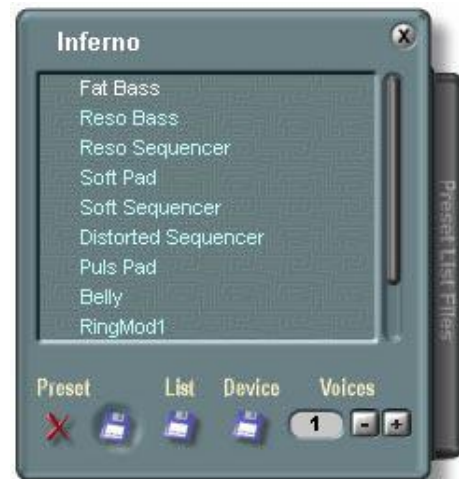 Inferno
Fat Bass
Reso Bass
Reso Sequencer
Soft Pad
Soft Sequencer
Distorted Sequencer
Puls Pad
Belly
RingMod1
Preset List Files
Preset List Device Voices
1 - +